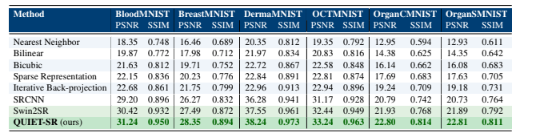 Method BloodMNIST BreastMNIST DermaMNIST OCTMNIST OrganCMNIST OrganSMNIST
PSNR SSIM PSNR SSIM PSNR SSIM PSNR SSIM PSNR SSIM PSNR SSIM
Nearest Neighbor 18.35 0.748 16.46 0.689 20.35 0.812 19.35 0.792 12.95 0.594 12.93 0.611
Bilinear 19.87 0.772 17.98 0.712 21.97 0.834 20.83 0.816 14.38 0.625 14.35 0.642
Bicubic 21.63 0.812 19.71 0.752 22.72 0.867 22.58 0.848 16.14 0.662 16.08 0.683
Sparse Representation 22.15 0.836 20.23 0.776 22.84 0.891 22.81 0.874 17.69 0.683 17.63 0.705
Iterative Back-projection 22.68 0.861 21.75 0.799 22.96 0.913 22.94 0.896 19.24 0.709 19.18 0.731
SRCNN 29.20 0.896 26.27 0.832 36.28 0.941 31.17 0.928 20.79 0.742 20.73 0.764
Swin2SR 30.42 0.932 27.49 0.872 37.55 0.961 32.44 0.949 21.93 0.768 21.89 0.792
QUIET-SR (ours) 31.24 0.950 28.35 0.894 38.24 0.973 33.24 0.963 22.80 0.814 22.81 0.811